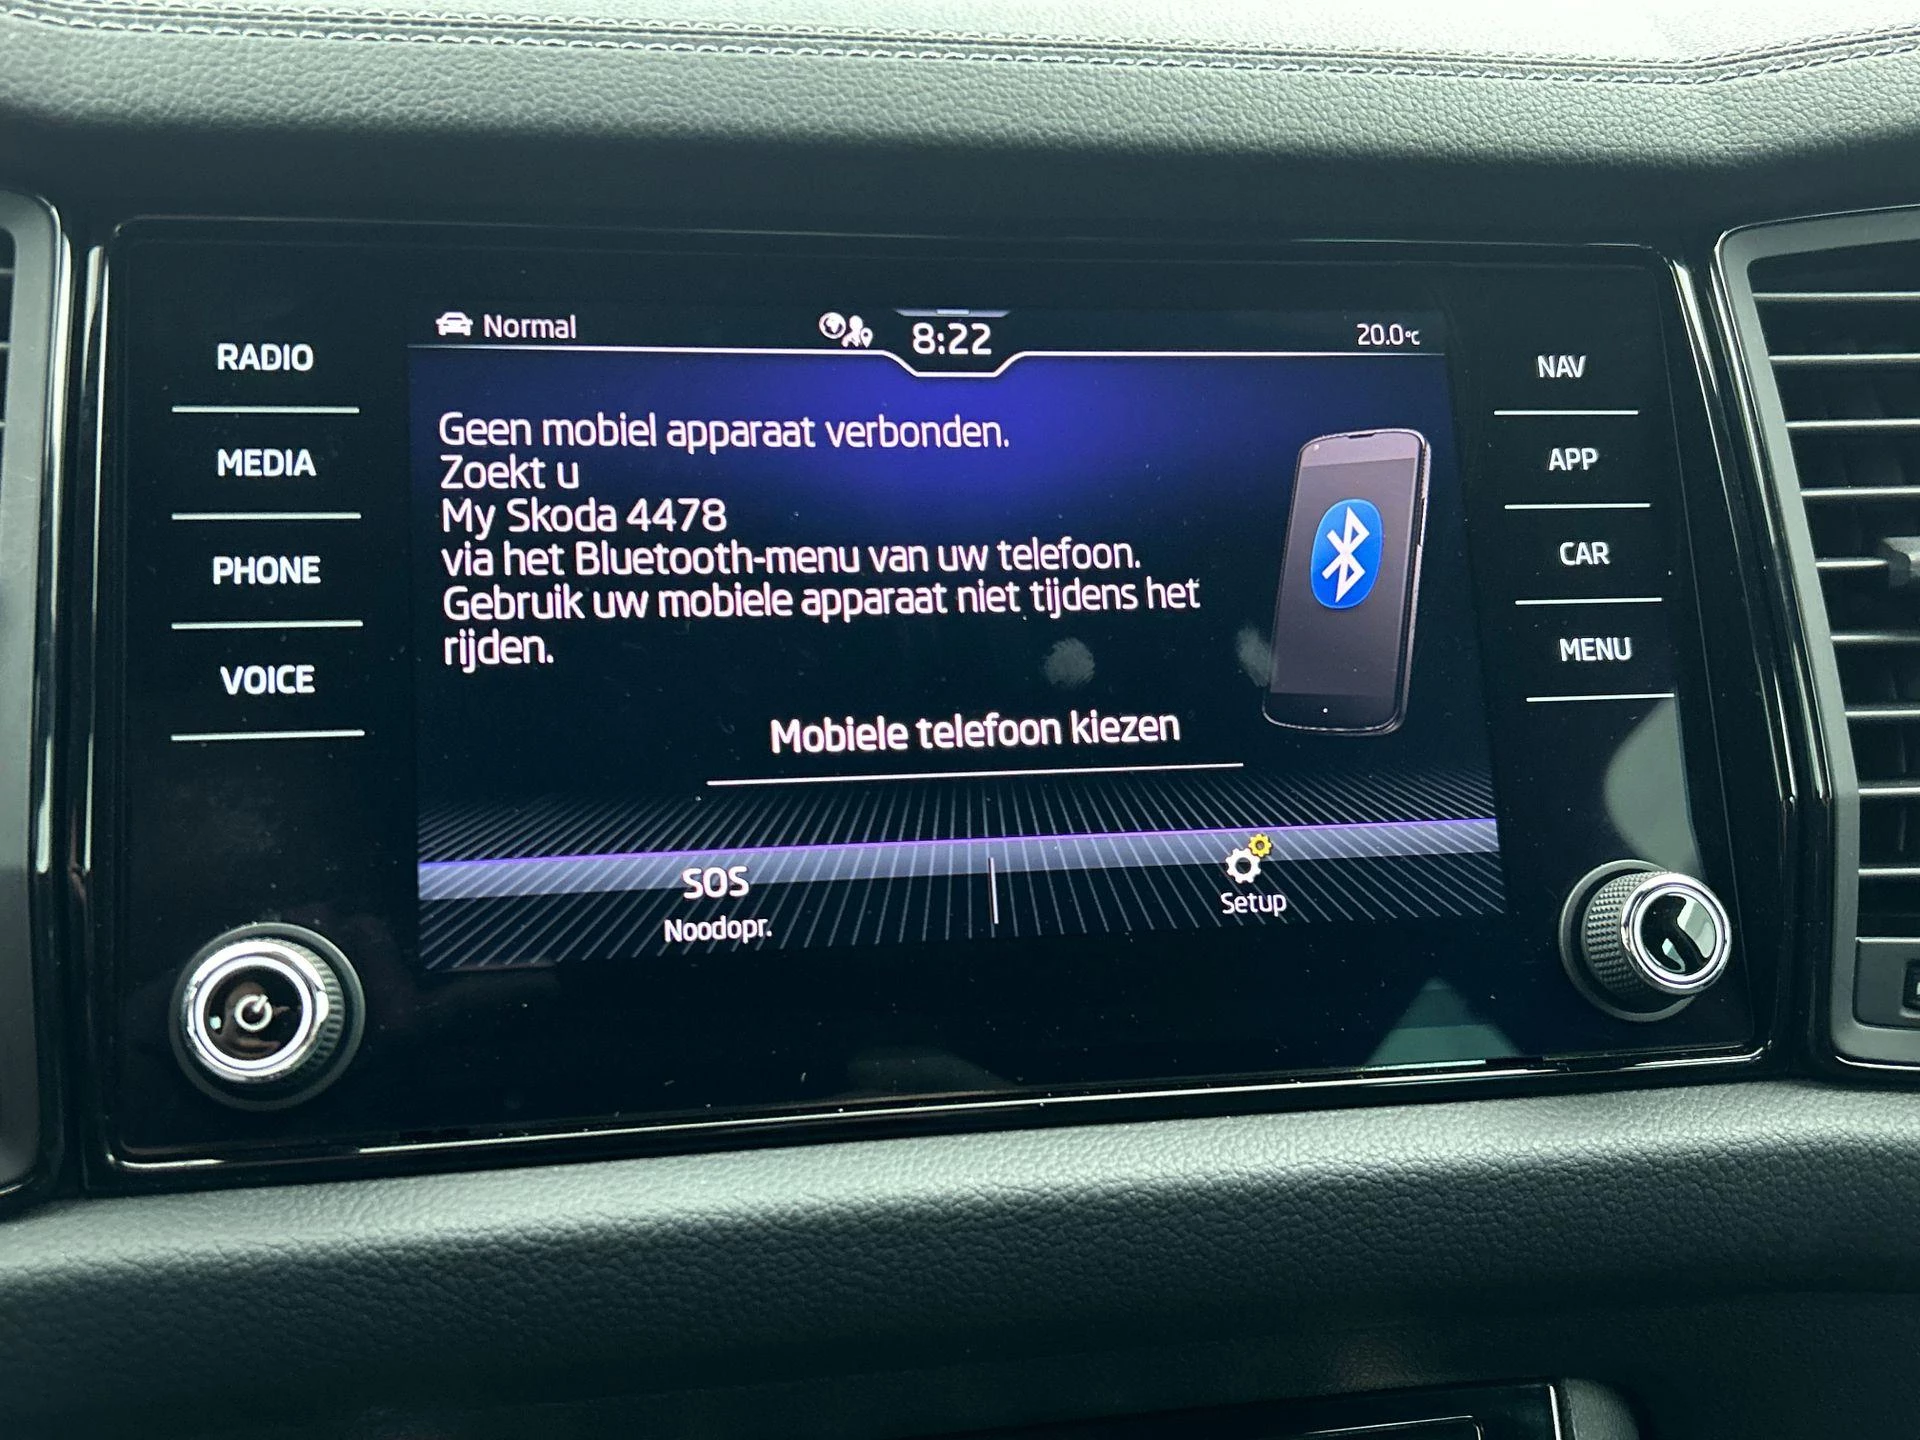 Normal
8:22
20.0°C
RADIO
MEDIA
PHONE
VOICE
Geen mobiel apparaat verbonden.
Zoekt u
My Skoda 4478
via het Bluetooth-menu van uw telefoon.
Gebruik uw mobiele apparaat niet tijdens het
rijden.
Mobiele telefoon kiezen
SOS
Noodopr.
Setup
NAV
APP
CAR
MENU